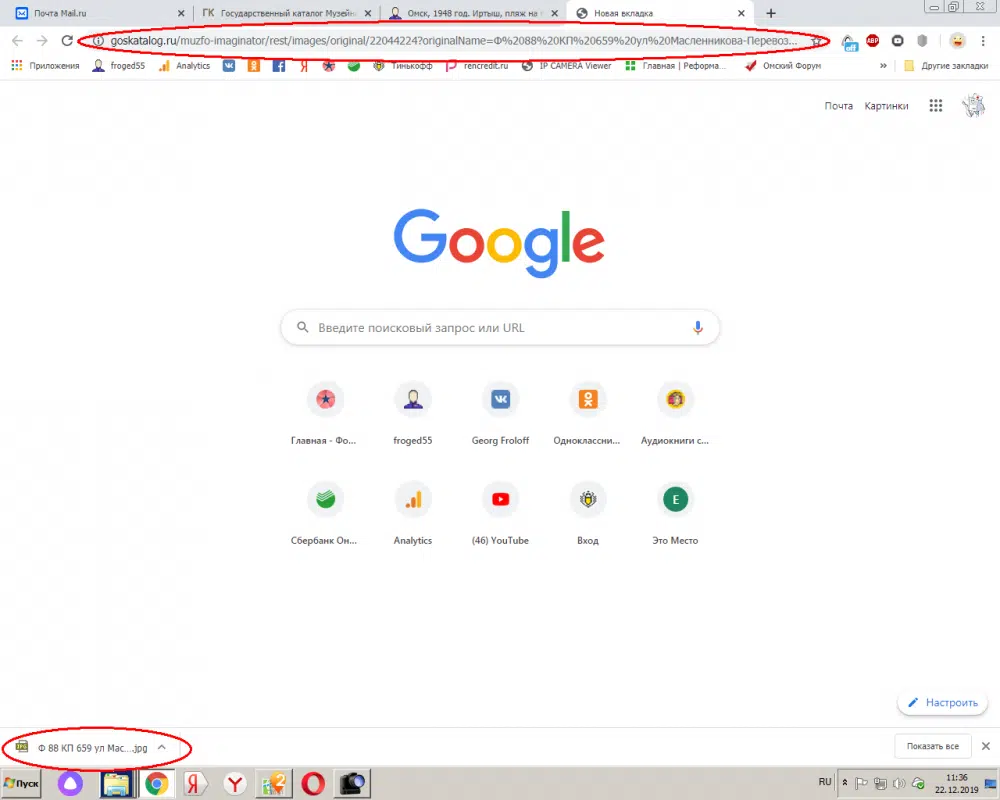 Почта Mail.ru
ГК Государственный каталог Музейн
Омск, 1948 год. Иртыш, пляж на
Новая вкладка
goskatalog.ru/muzfo-imaginator/rest/images/original/22044224?originalName=Ф%2088%20КП%20659%20ул%20Масленникова-Перевоз...
ABP
Приложения
froged55
Analytics
Я
Тинькофф
rencredit.ru
IP CAMERA Viewer
Главная | Реформа...
Омский Форум
»
Другие закладки
Почта Картинки
Google
Введите поисковый запрос или URL
Главная - Фо...
froged55
Georg Froloff
Одноклассни...
Аудиокниги с...
E
Сбербанк Он...
Analytics
(46) YouTube
Вход
Это Место
Настроить
JPG
Ф 88 КП 659 ул Мас....jpg
Показать все
Пуск
Я
Y
2
RU
11:36
22.12.2019